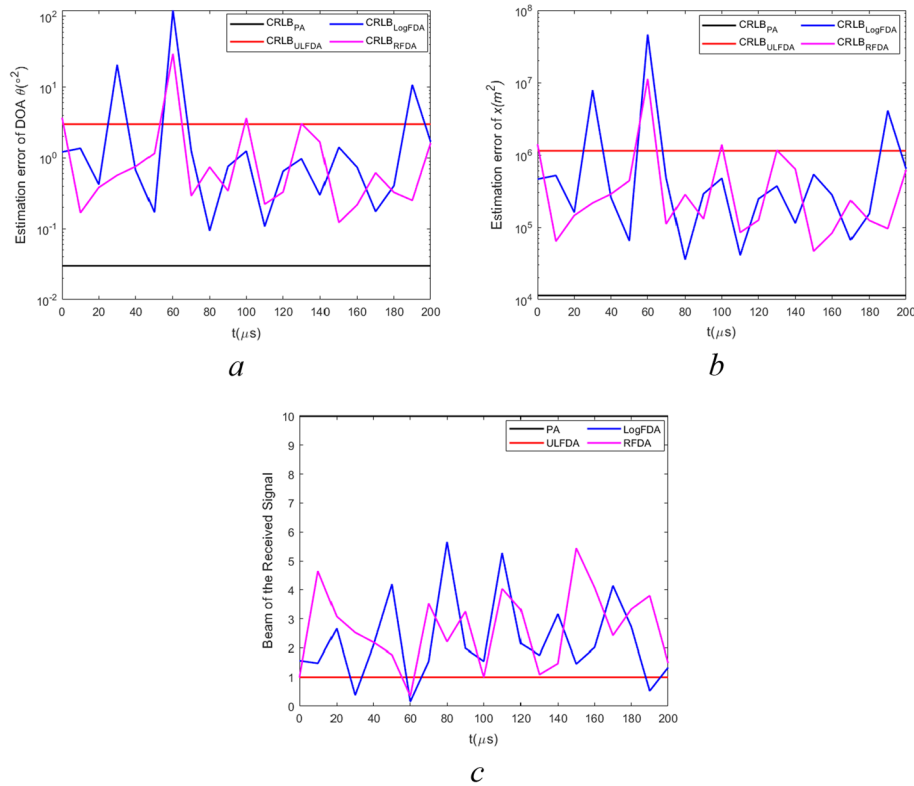 CRLB_PA CRLB_LogFDA
CRLB_ULFDA CRLB_RFDA
Estimation error of DOA θ(°^2)
10^2
10^1
10^0
10^-1
10^-2
0 20 40 60 80 100 120 140 160 180 200
t(μs)
a
CRLB_PA CRLB_LogFDA
CRLB_ULFDA CRLB_RFDA
Estimation error of x(m^2)
10^8
10^7
10^6
10^5
10^4
0 20 40 60 80 100 120 140 160 180 200
t(μs)
b
PA LogFDA
ULFDA RFDA
Beam of the Received Signal
10
9
8
7
6
5
4
3
2
1
0
0 20 40 60 80 100 120 140 160 180 200
t(μs)
c